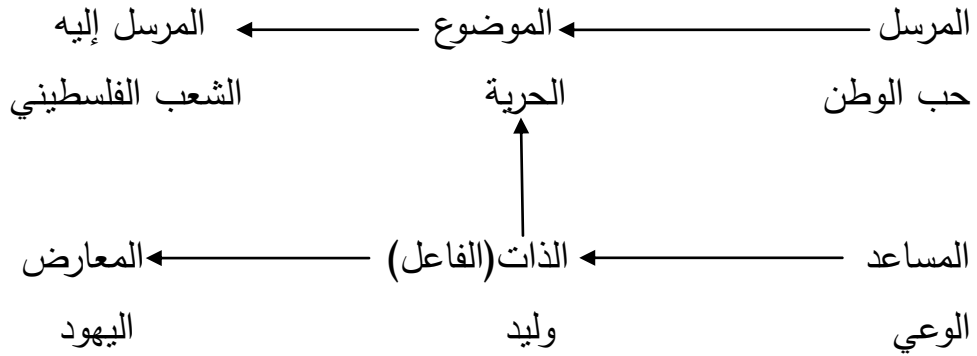 المرسل الموضوع المرسل إليه
حب الوطن الحرية الشعب الفلسطيني
المساعد الذات(الفاعل) المعارض
الوعي وليد اليهود